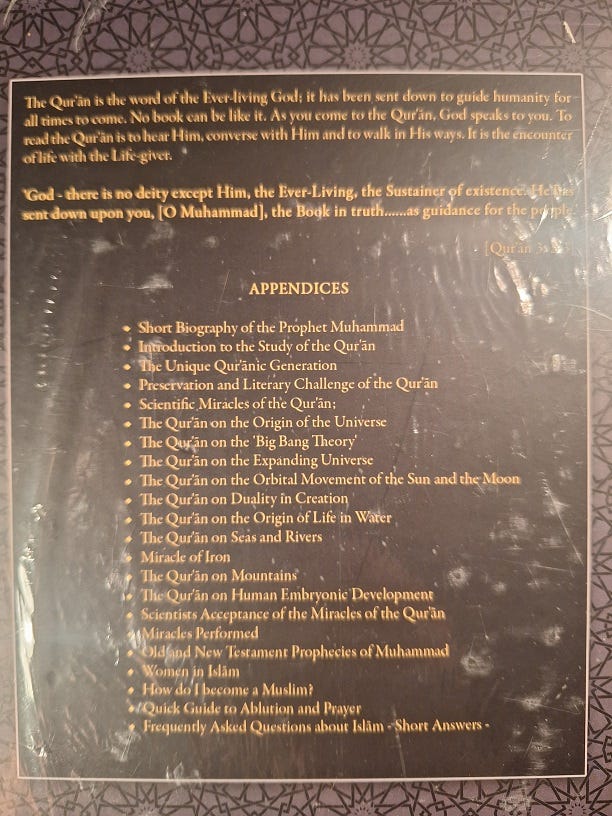 The Qur'ān is the word of the Ever-living God; it has been sent down to guide humanity for
all times to come. No book can be like it. As you come to the Qur'ān, God speaks to you. To
read the Qur'ān is to hear Him, converse with Him and to walk in His ways. It is the encounter
of life with the Life-giver.
'God - there is no deity except Him, the Ever-Living, the Sustainer of existence. He has
sent down upon you, [O Muhammad], the Book in truth......as guidance for the people.
[Qur'ān
APPENDICES
• Short Biography of the Prophet Muhammad
• Introduction to the Study of the Qur'ān
• The Unique Qur'ānic Generation
• Preservation and Literary Challenge of the Qur'ān
• Scientific Miracles of the Qur'ān;
• The Qur'ān on the Origin of the Universe
• The Qur'ān on the 'Big Bang Theory'
• The Qur'ān on the Expanding Universe
• The Qur'ān on the Orbital Movement of the Sun and the Moon
• The Qur'ān on Duality in Creation
• The Qur'ān on the Origin of Life in Water
• The Qur'ān on Seas and Rivers
• Miracle of Iron
• The Qur'ān on Mountains
• The Qur'ān on Human Embryonic Development
• Scientists Acceptance of the Miracles of the Qur'ān
• Miracles Performed
• Old and New Testament Prophecies of Muhammad
• Women in Islām
• How do I become a Muslim?
• Quick Guide to Ablution and Prayer
• Frequently Asked Questions about Islām - Short Answers -